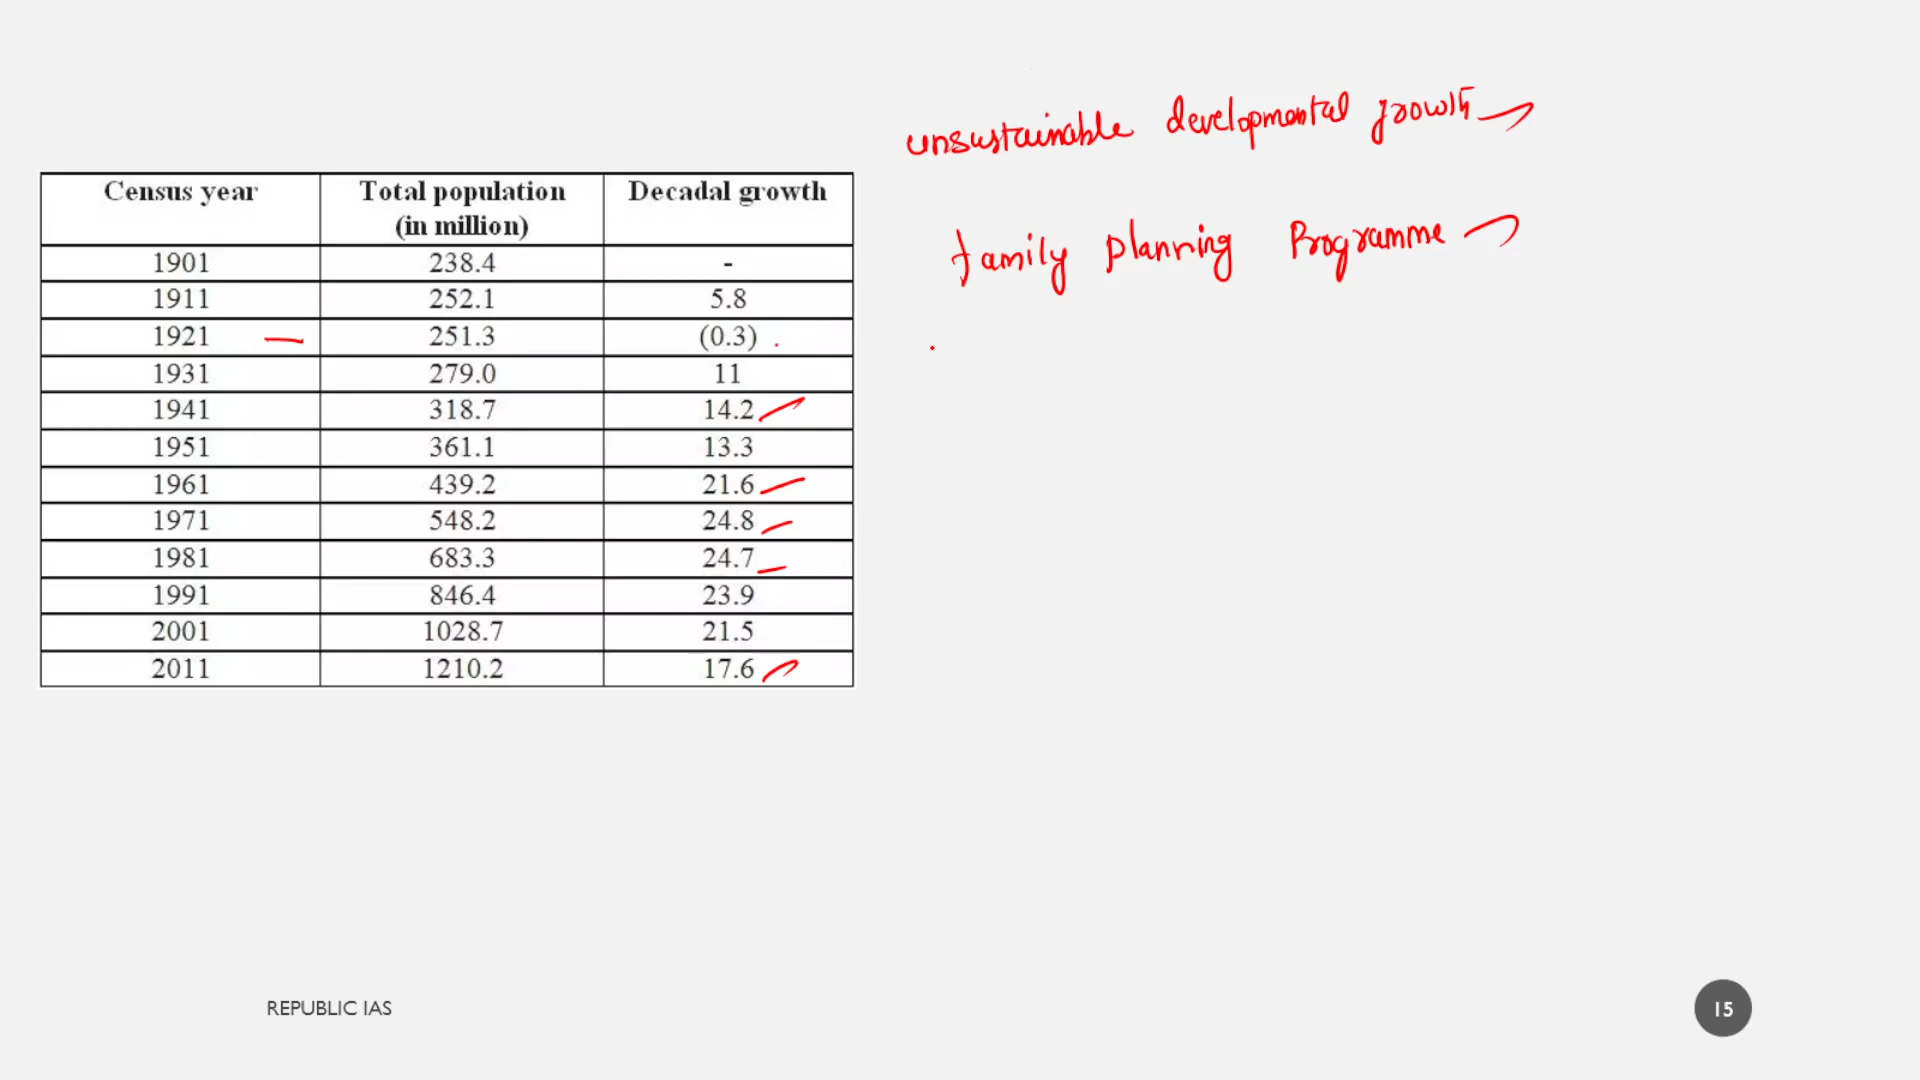 unsustainable developmental growth
Family Planning Programme
Census year Total population (in million) Decadal growth
1901 238.4 -
1911 252.1 5.8
1921 251.3 (0.3)
1931 279.0 11
1941 318.7 14.2
1951 361.1 13.3
1961 439.2 21.6
1971 548.2 24.8
1981 683.3 24.7
1991 846.4 23.9
2001 1028.7 21.5
2011 1210.2 17.6
REPUBLIC IAS
15